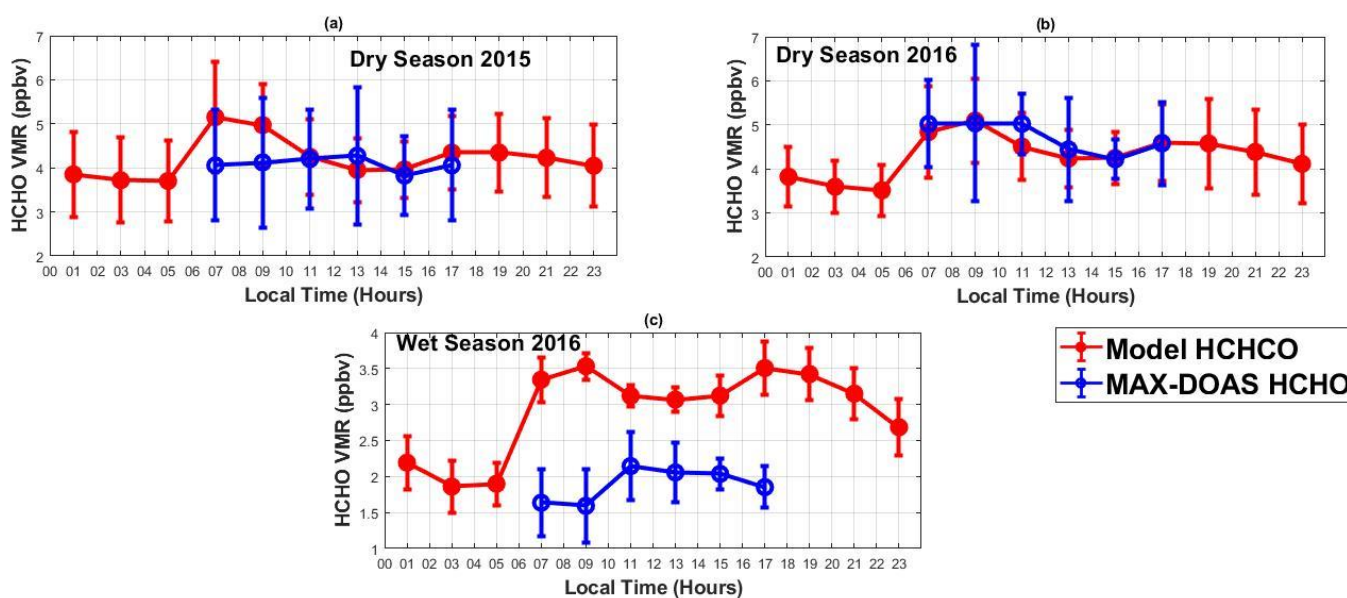 (a)
Dry Season 2015
HCHO VMR (ppbv)
7
6
5
4
3
2
00 01 02 03 04 05 06 07 08 09 10 11 12 13 14 15 16 17 18 19 20 21 22 23
Local Time (Hours)
(b)
Dry Season 2016
HCHO VMR (ppbv)
7
6
5
4
3
2
00 01 02 03 04 05 06 07 08 09 10 11 12 13 14 15 16 17 18 19 20 21 22 23
Local Time (Hours)
(c)
Wet Season 2016
HCHO VMR (ppbv)
4
3.5
3
2.5
2
1.5
1
00 01 02 03 04 05 06 07 08 09 10 11 12 13 14 15 16 17 18 19 20 21 22 23
Local Time (Hours)
Model HCHCO
MAX-DOAS HCHO